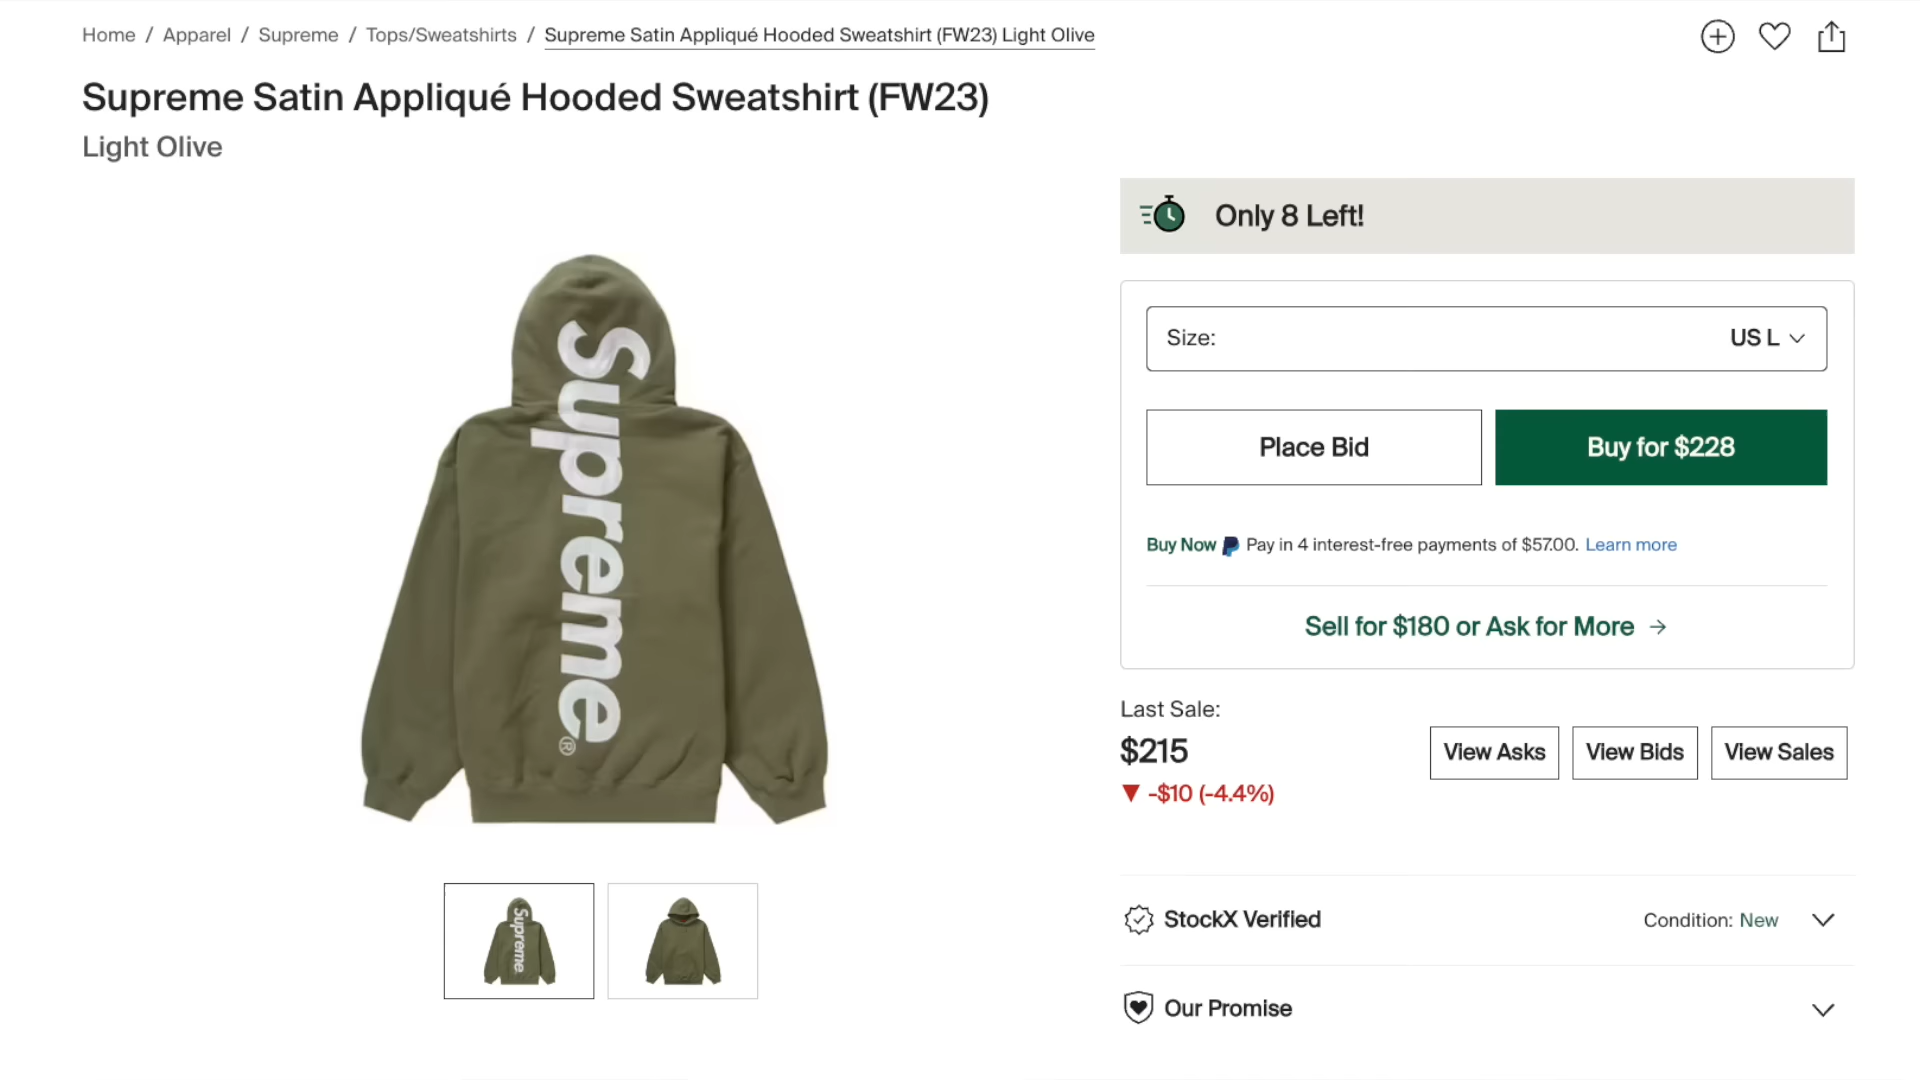 Home / Apparel / Supreme / Tops/Sweatshirts / Supreme Satin Appliqué Hooded Sweatshirt (FW23) Light Olive
Supreme Satin Appliqué Hooded Sweatshirt (FW23)
Light Olive
Supreme®
Supreme
Only 8 Left!
Size: US L
Place Bid
Buy for $228
Buy Now Pay in 4 interest-free payments of $57.00. Learn more
Sell for $180 or Ask for More →
Last Sale:
$215
▼ -$10 (-4.4%)
View Asks
View Bids
View Sales
StockX Verified
Condition: New
Our Promise